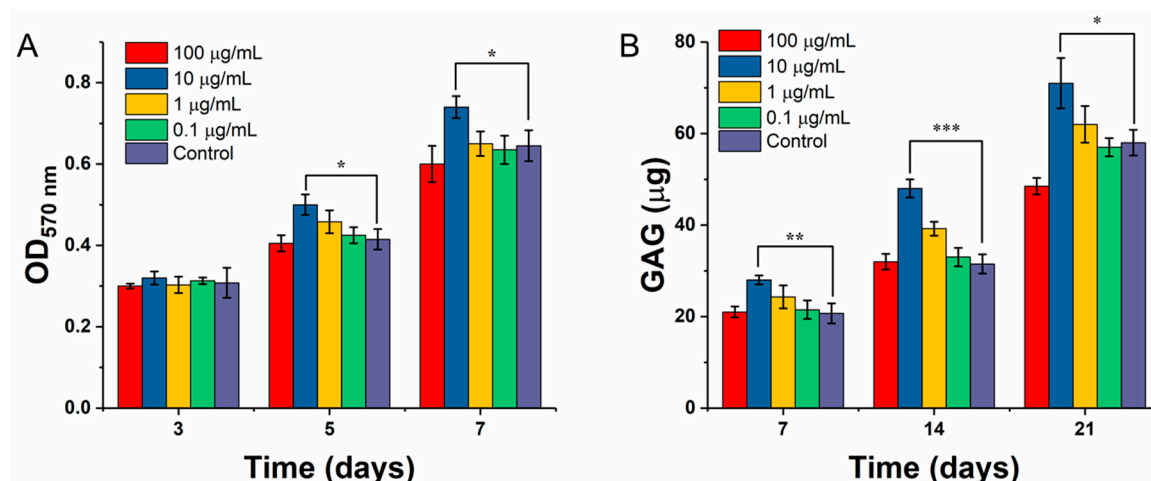 A
100 μg/mL
10 μg/mL
1 μg/mL
0.1 μg/mL
Control
*
*
OD570 nm
0.8
0.6
0.4
0.2
0.0
3
5
7
Time (days)
B
100 μg/mL
10 μg/mL
1 μg/mL
0.1 μg/mL
Control
*
***
**
GAG (μg)
80
60
40
20
0
7
14
21
Time (days)